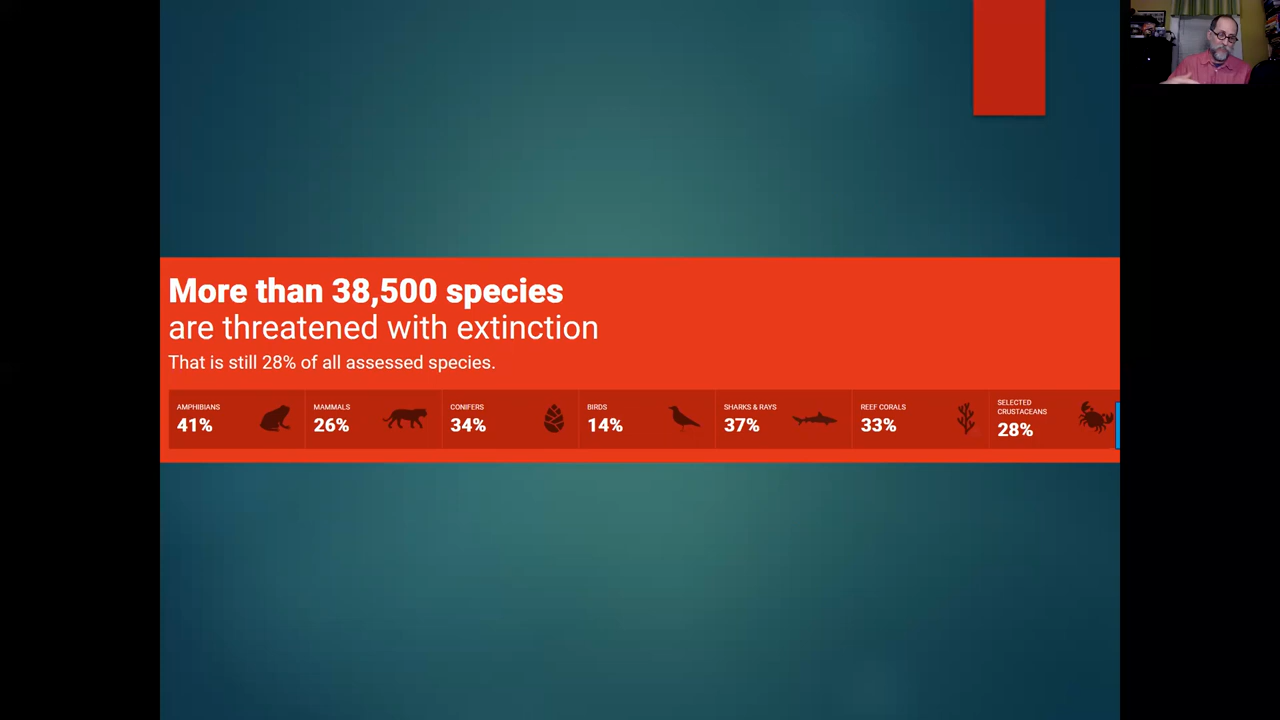 More than 38,500 species
are threatened with extinction
That is still 28% of all assessed species.
AMPHIBIANS
41%
MAMMALS
26%
CONIFERS
34%
BIRDS
14%
SHARKS & RAYS
37%
REEF CORALS
33%
SELECTED
CRUSTACEANS
28%